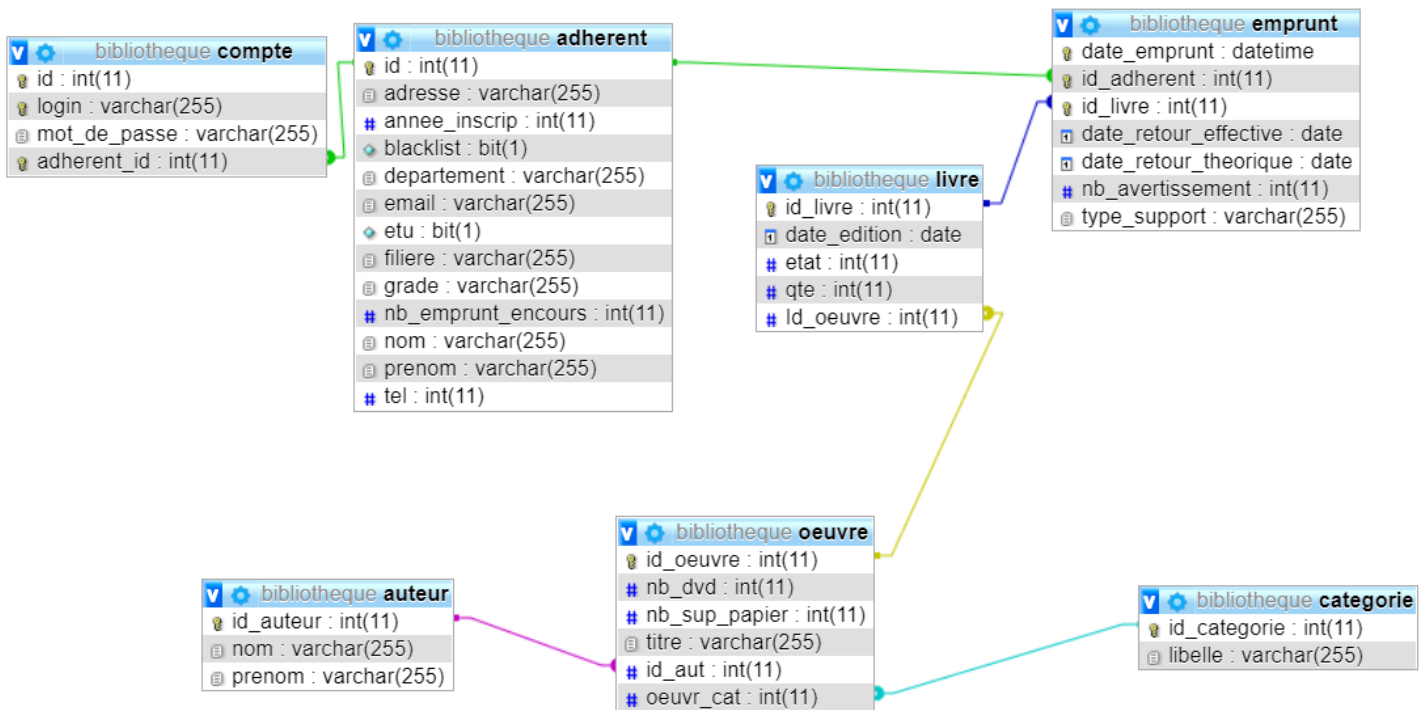 bibliotheque compte
id : int(11)
login : varchar(255)
mot_de_passe : varchar(255)
adherent_id : int(11)
bibliotheque adherent
id : int(11)
adresse : varchar(255)
annee_inscrip : int(11)
blacklist : bit(1)
departement : varchar(255)
email : varchar(255)
etu : bit(1)
filiere : varchar(255)
grade : varchar(255)
nb_emprunt_encours : int(11)
nom : varchar(255)
prenom : varchar(255)
tel : int(11)
bibliotheque emprunt
date_emprunt : datetime
id_adherent : int(11)
id_livre : int(11)
date_retour_effective : date
date_retour_theorique : date
nb_avertissement : int(11)
type_support : varchar(255)
bibliotheque livre
id_livre : int(11)
date_edition : date
etat : int(11)
qte : int(11)
Id_oeuvre : int(11)
bibliotheque oeuvre
id_oeuvre : int(11)
nb_dvd : int(11)
nb_sup_papier : int(11)
titre : varchar(255)
id_aut : int(11)
oeuvr_cat : int(11)
bibliotheque auteur
id_auteur : int(11)
nom : varchar(255)
prenom : varchar(255)
bibliotheque categorie
id_categorie : int(11)
libelle : varchar(255)